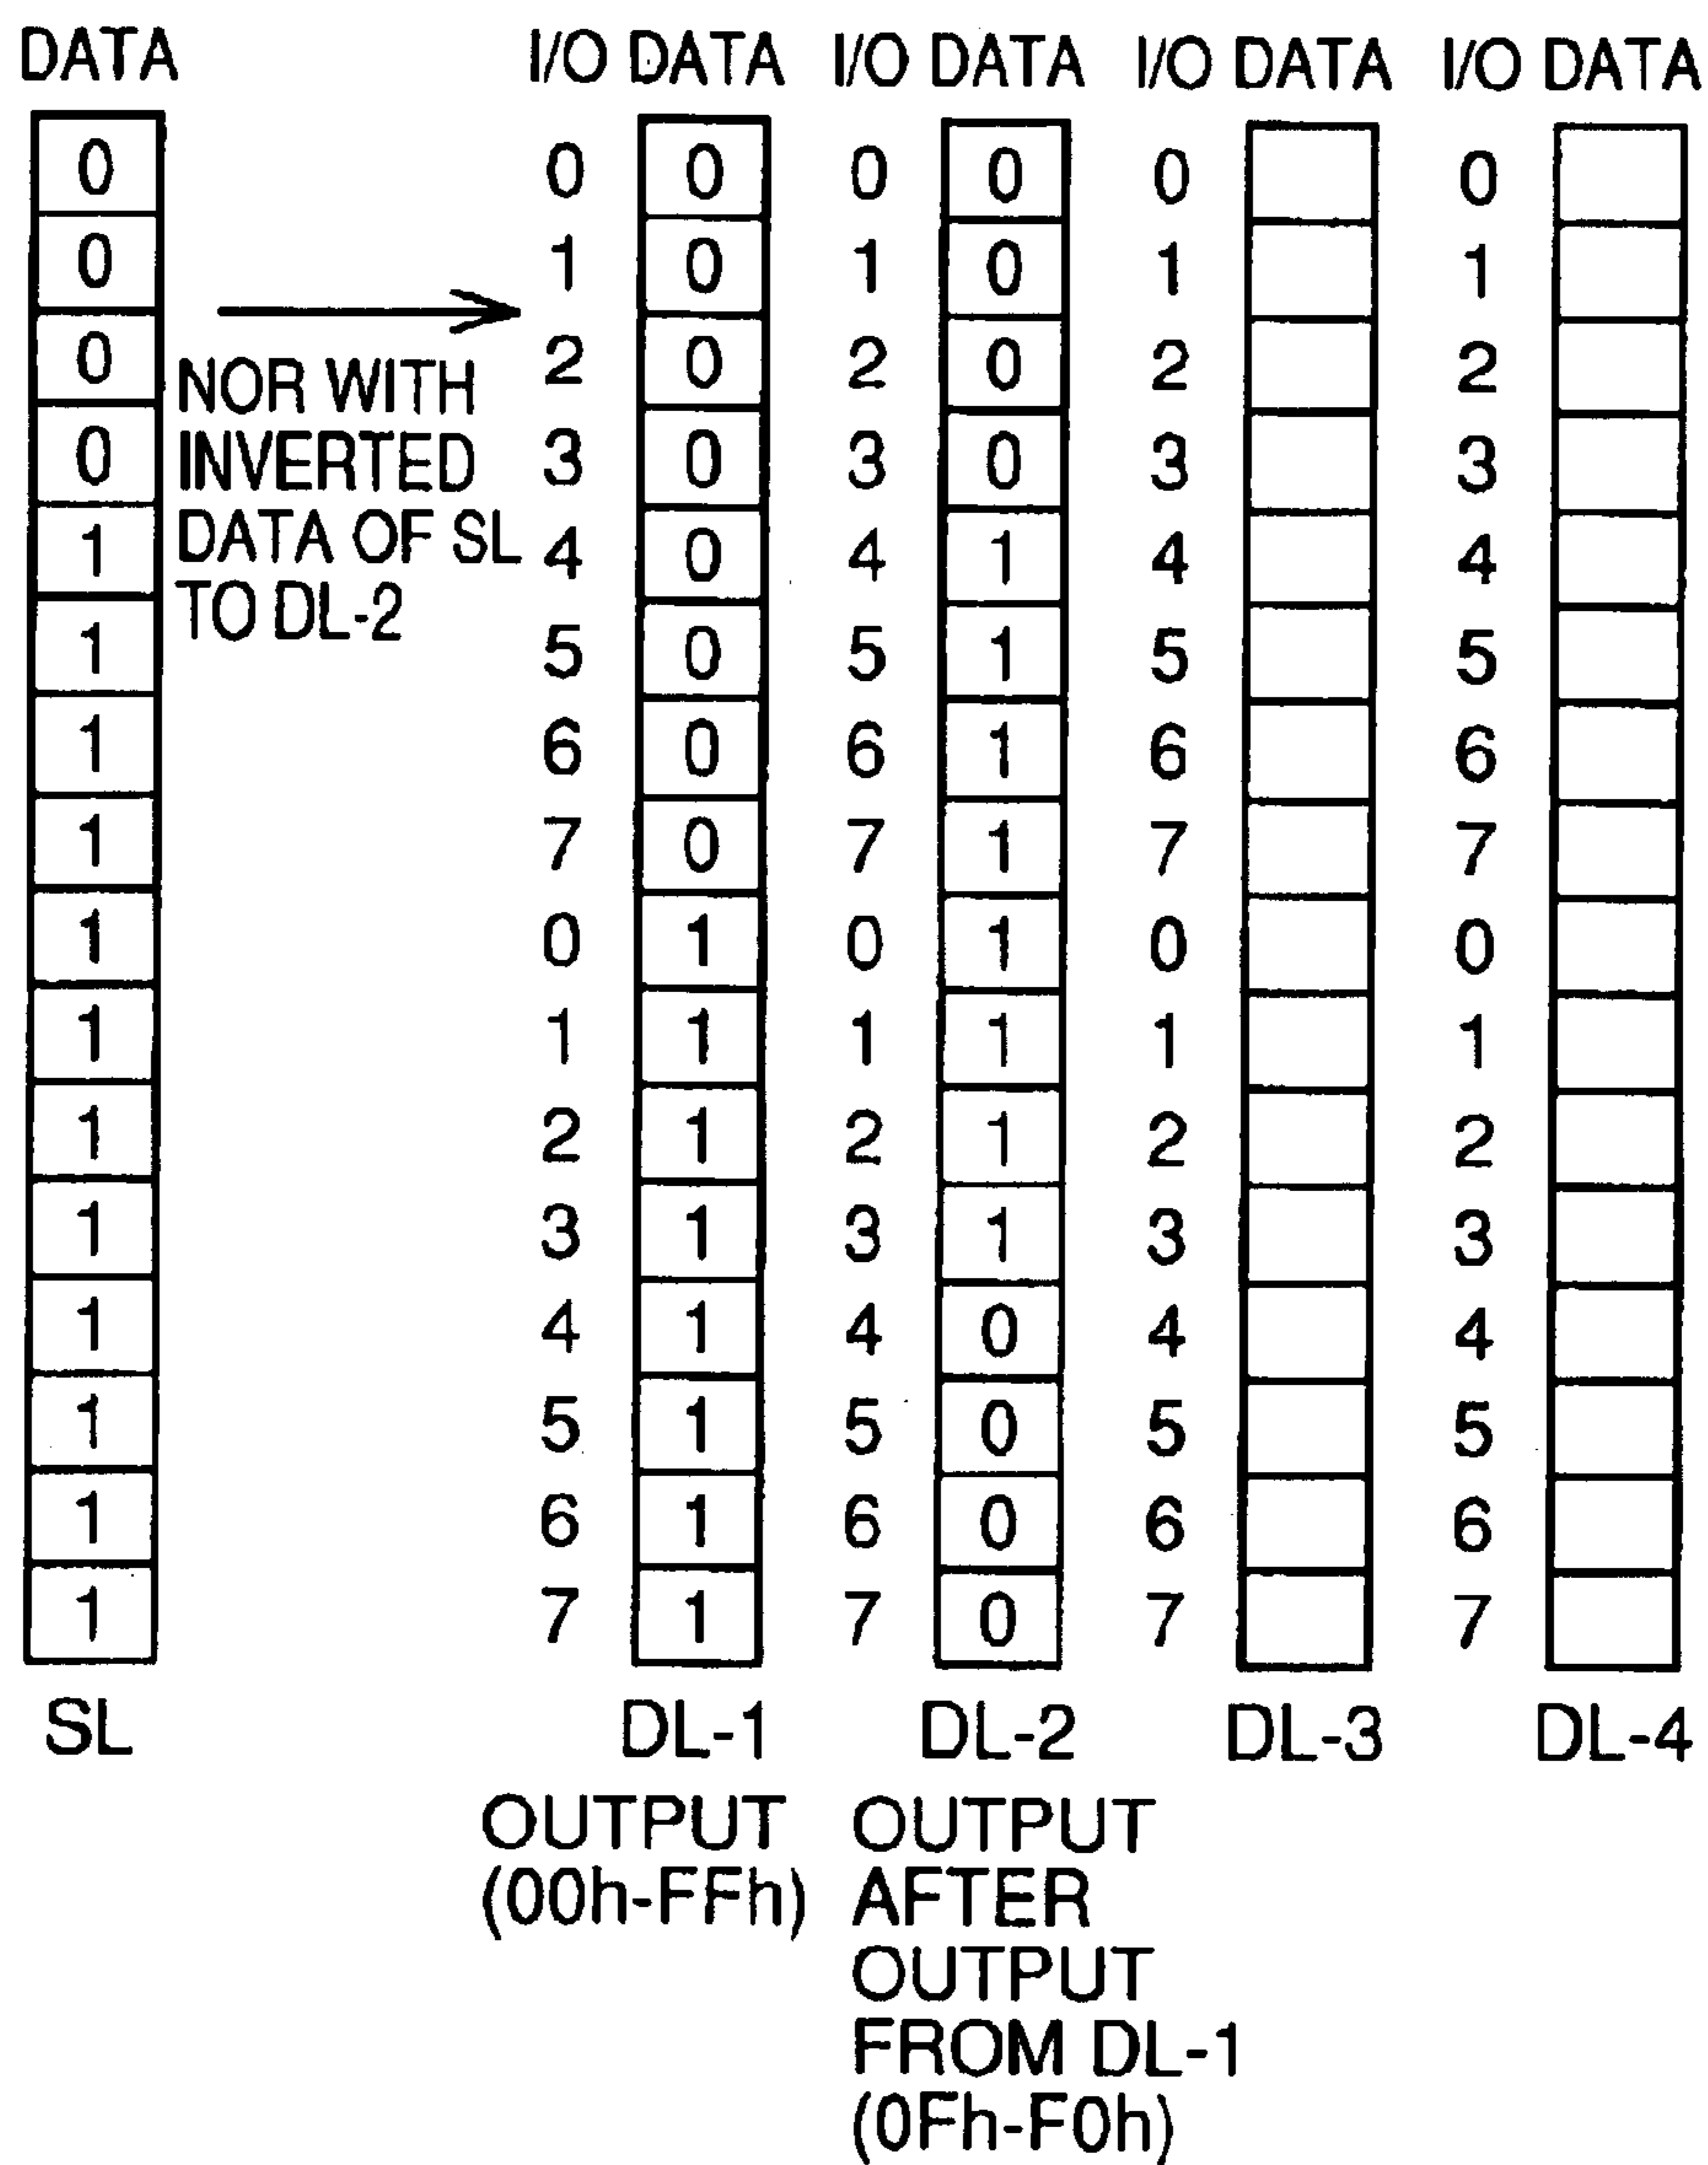 DATA I/O DATA I/O DATA I/O DATA I/O DATA
0 0 0 0 0 0 0
0 1 0 1 0 1 1
0 2 0 2 0 2 2
0 3 0 3 0 3 3
1 4 0 4 1 4 4
1 5 0 5 1 5 5
1 6 0 6 1 6 6
1 7 0 7 1 7 7
1 0 1 0 1 0 0
1 1 1 1 1 1 1
1 2 1 2 1 2 2
1 3 1 3 1 3 3
1 4 1 4 0 4 4
1 5 1 5 0 5 5
1 6 1 6 0 6 6
1 7 1 7 0 7 7
NOR WITH
INVERTED
DATA OF SL
TO DL-2
SL DL-1 DL-2 DL-3 DL-4
OUTPUT
(00h-FFh)
OUTPUT
AFTER
OUTPUT
FROM DL-1
(0Fh-F0h)